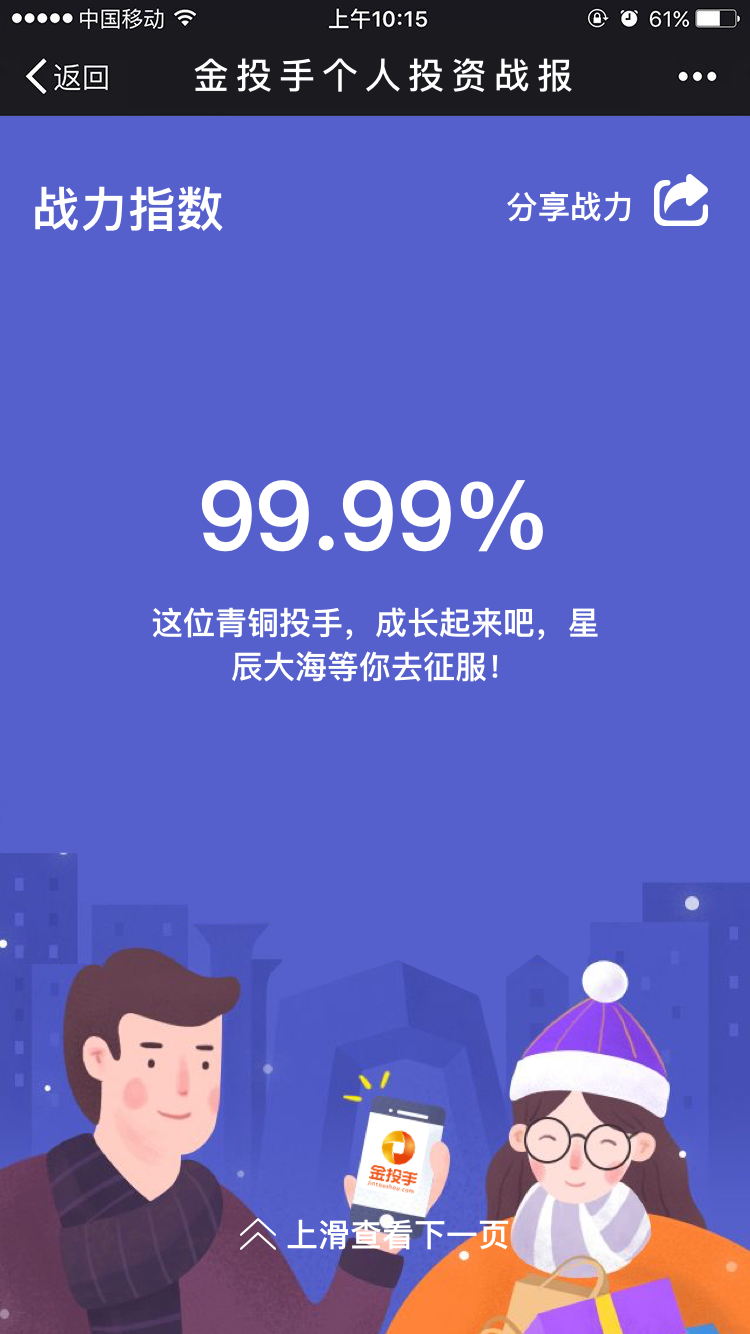 中国移动 上午10:15 61%
返回 金投手个人投资战报
战力指数 分享战力
99.99%
这位青铜投手，成长起来吧，星
辰大海等你去征服！
金投手
jintoushou.com
上滑查看下一页